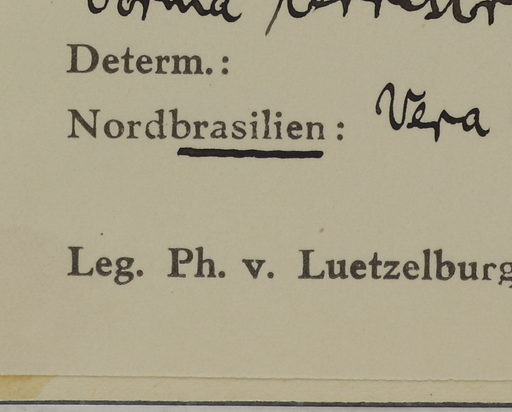 Determ.:
Nordbrasilien: Vera
Leg. Ph. v. Luetzelburg